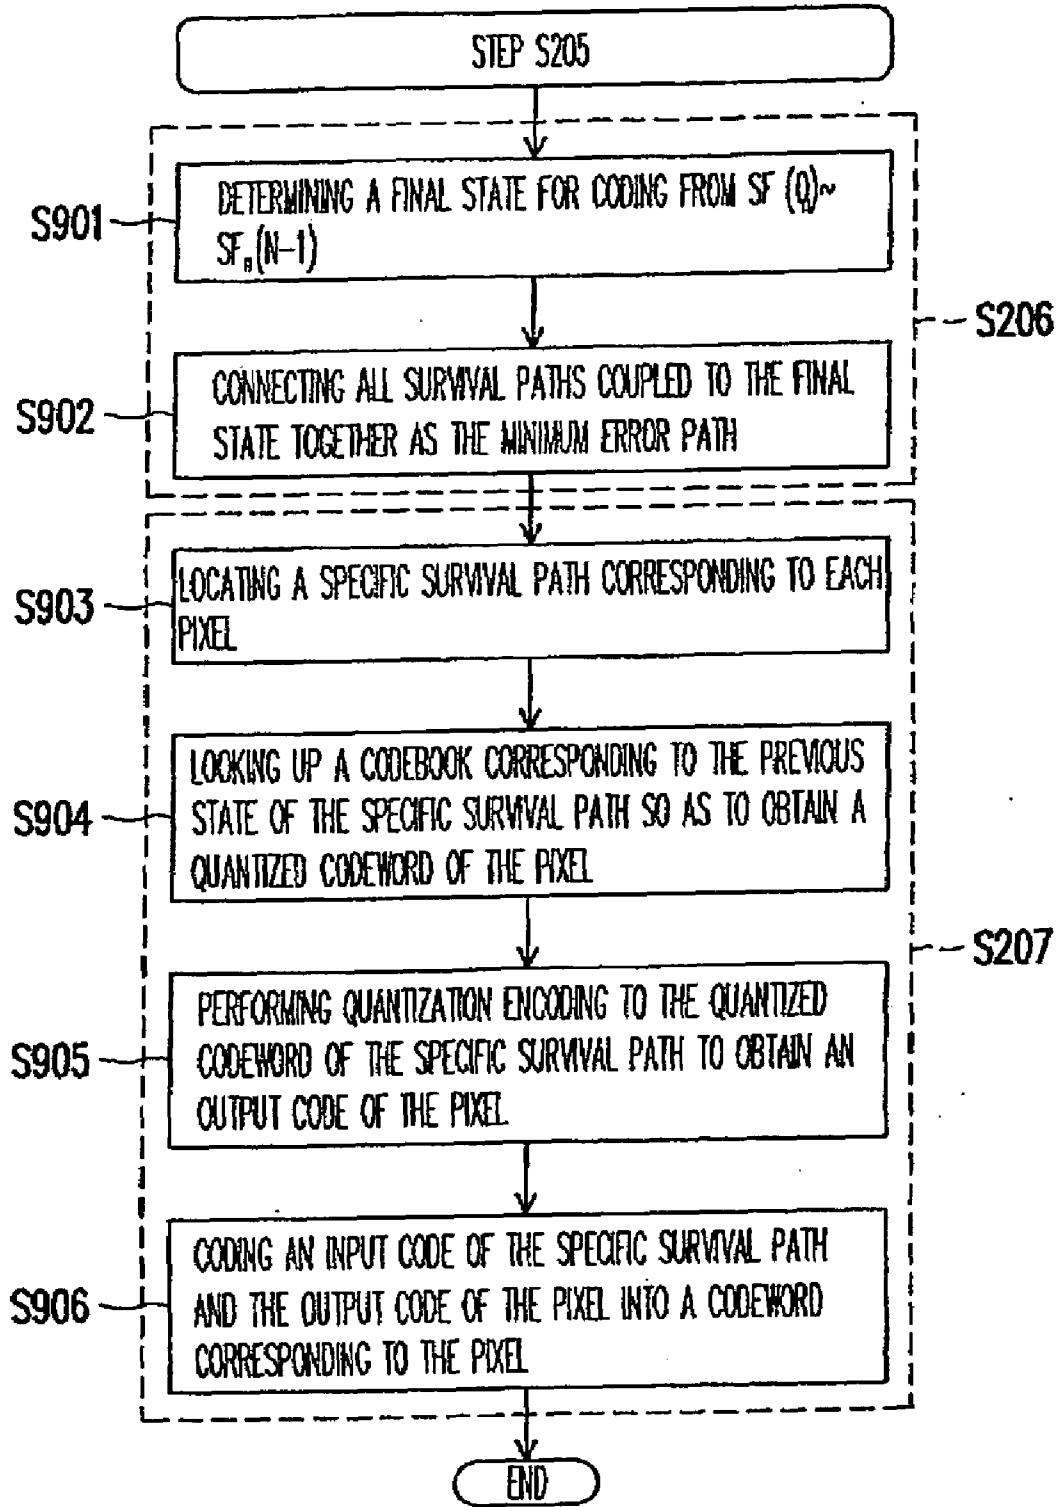 STEP S205
S901
DETERMINING A FINAL STATE FOR CODING FROM SF (0)~
SFn(N-1)
S206
S902
CONNECTING ALL SURVIVAL PATHS COUPLED TO THE FINAL
STATE TOGETHER AS THE MINIMUM ERROR PATH
S903
LOCATING A SPECIFIC SURVIVAL PATH CORRESPONDING TO EACH
PIXEL
S904
LOOKING UP A CODEBOOK CORRESPONDING TO THE PREVIOUS
STATE OF THE SPECIFIC SURVIVAL PATH SO AS TO OBTAIN A
QUANTIZED CODEWORD OF THE PIXEL
S207
S905
PERFORMING QUANTIZATION ENCODING TO THE QUANTIZED
CODEWORD OF THE SPECIFIC SURVIVAL PATH TO OBTAIN AN
OUTPUT CODE OF THE PIXEL
S906
CODING AN INPUT CODE OF THE SPECIFIC SURVIVAL PATH
AND THE OUTPUT CODE OF THE PIXEL INTO A CODEWORD
CORRESPONDING TO THE PIXEL
END